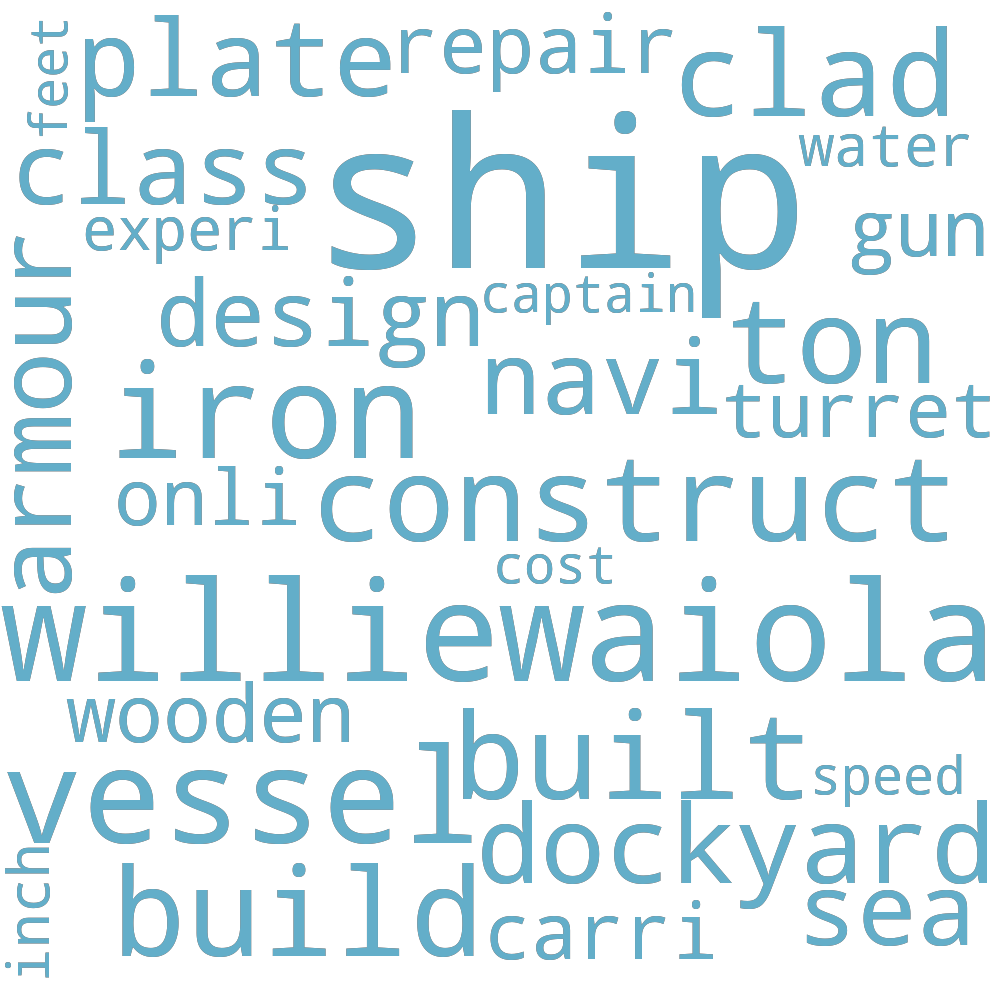 feet
plate
repair
clad
class
ship
water
experi
gun
armour
design
captain
ton
iron
navi
turret
onli
construct
cost
williewaiola
wooden
built
vessel
speed
dockyard
inch
build
carri
sea